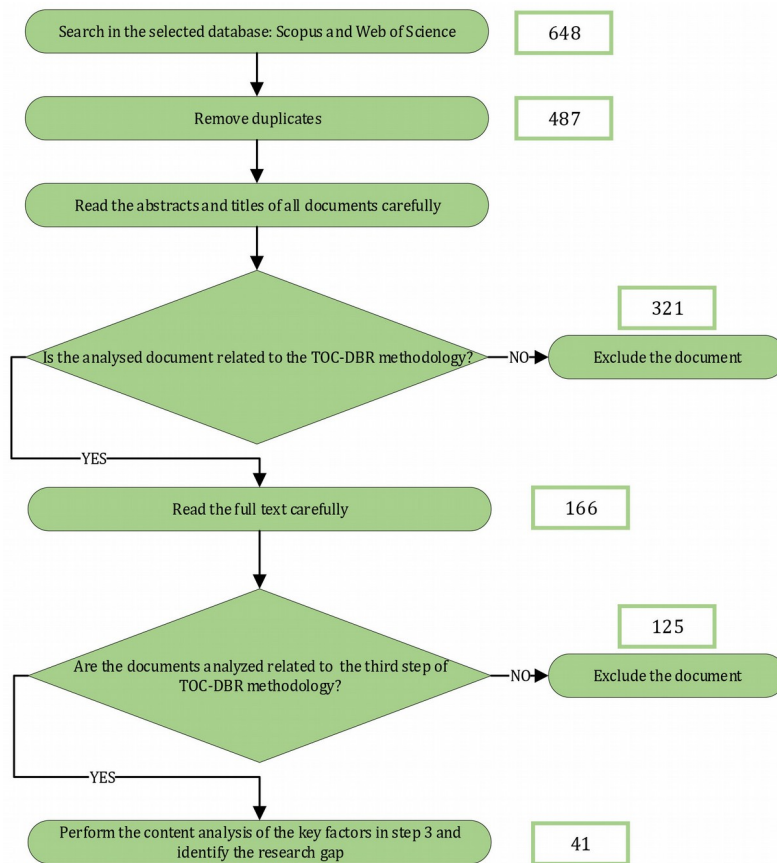 Search in the selected database: Scopus and Web of Science
648
Remove duplicates
487
Read the abstracts and titles of all documents carefully
321
Is the analysed document related to the TOC-DBR methodology?
NO
Exclude the document
YES
Read the full text carefully
166
125
Are the documents analyzed related to the third step of
TOC-DBR methodology?
NO
Exclude the document
YES
Perform the content analysis of the key factors in step 3 and
identify the research gap
41